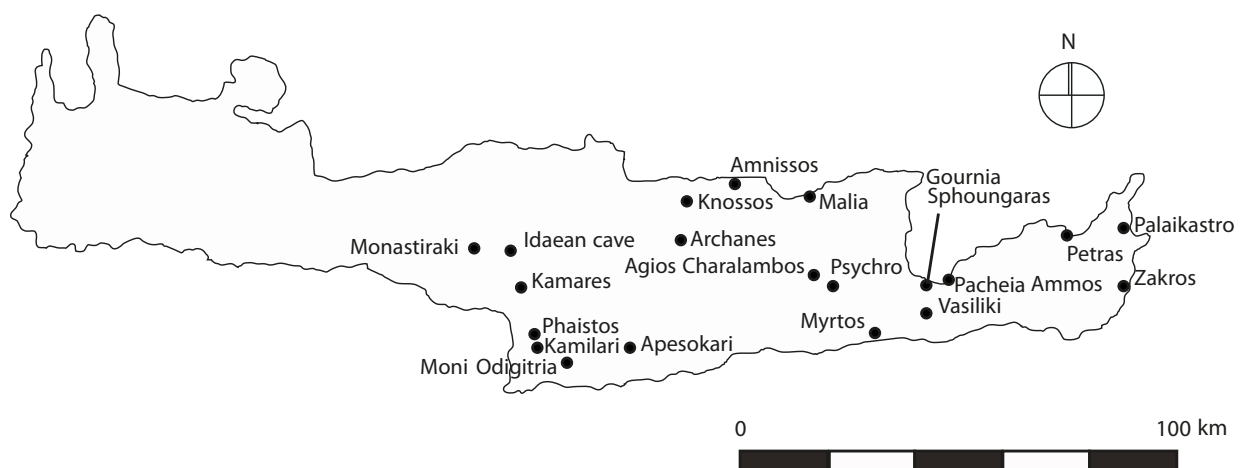 N
Amnissos
Gournia
Sphoungaras
Knossos
Malia
Palaikastro
Monastiraki
Idaean cave
Archanes
Petras
Agios Charalambos
Psychro
Kamares
Pacheia Ammos
Zakros
Vasiliki
Myrtos
Phaistos
Kamilari
Apesokari
Moni Odigitria
0
100 km